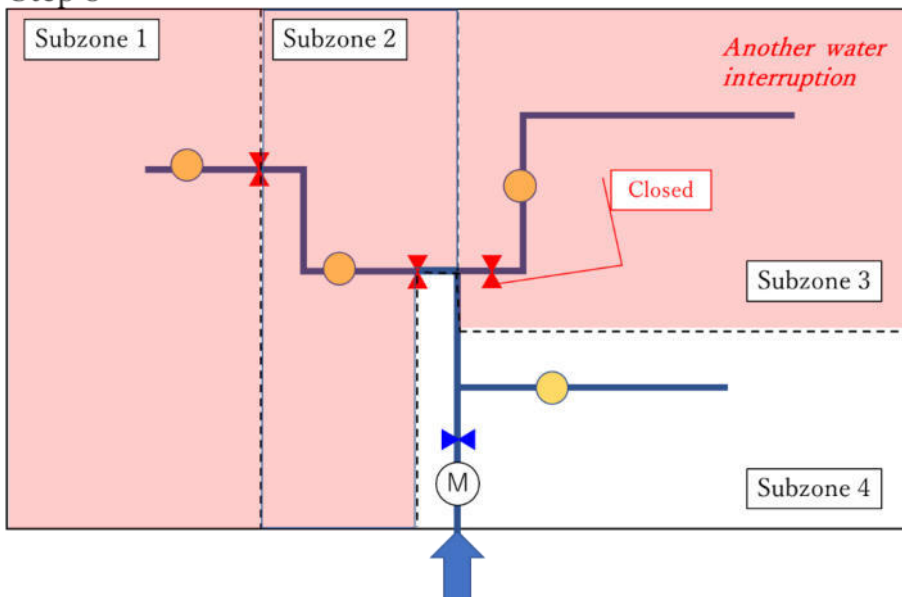 Subzone 1
Subzone 2
Another water
interruption
Closed
Subzone 3
M
Subzone 4